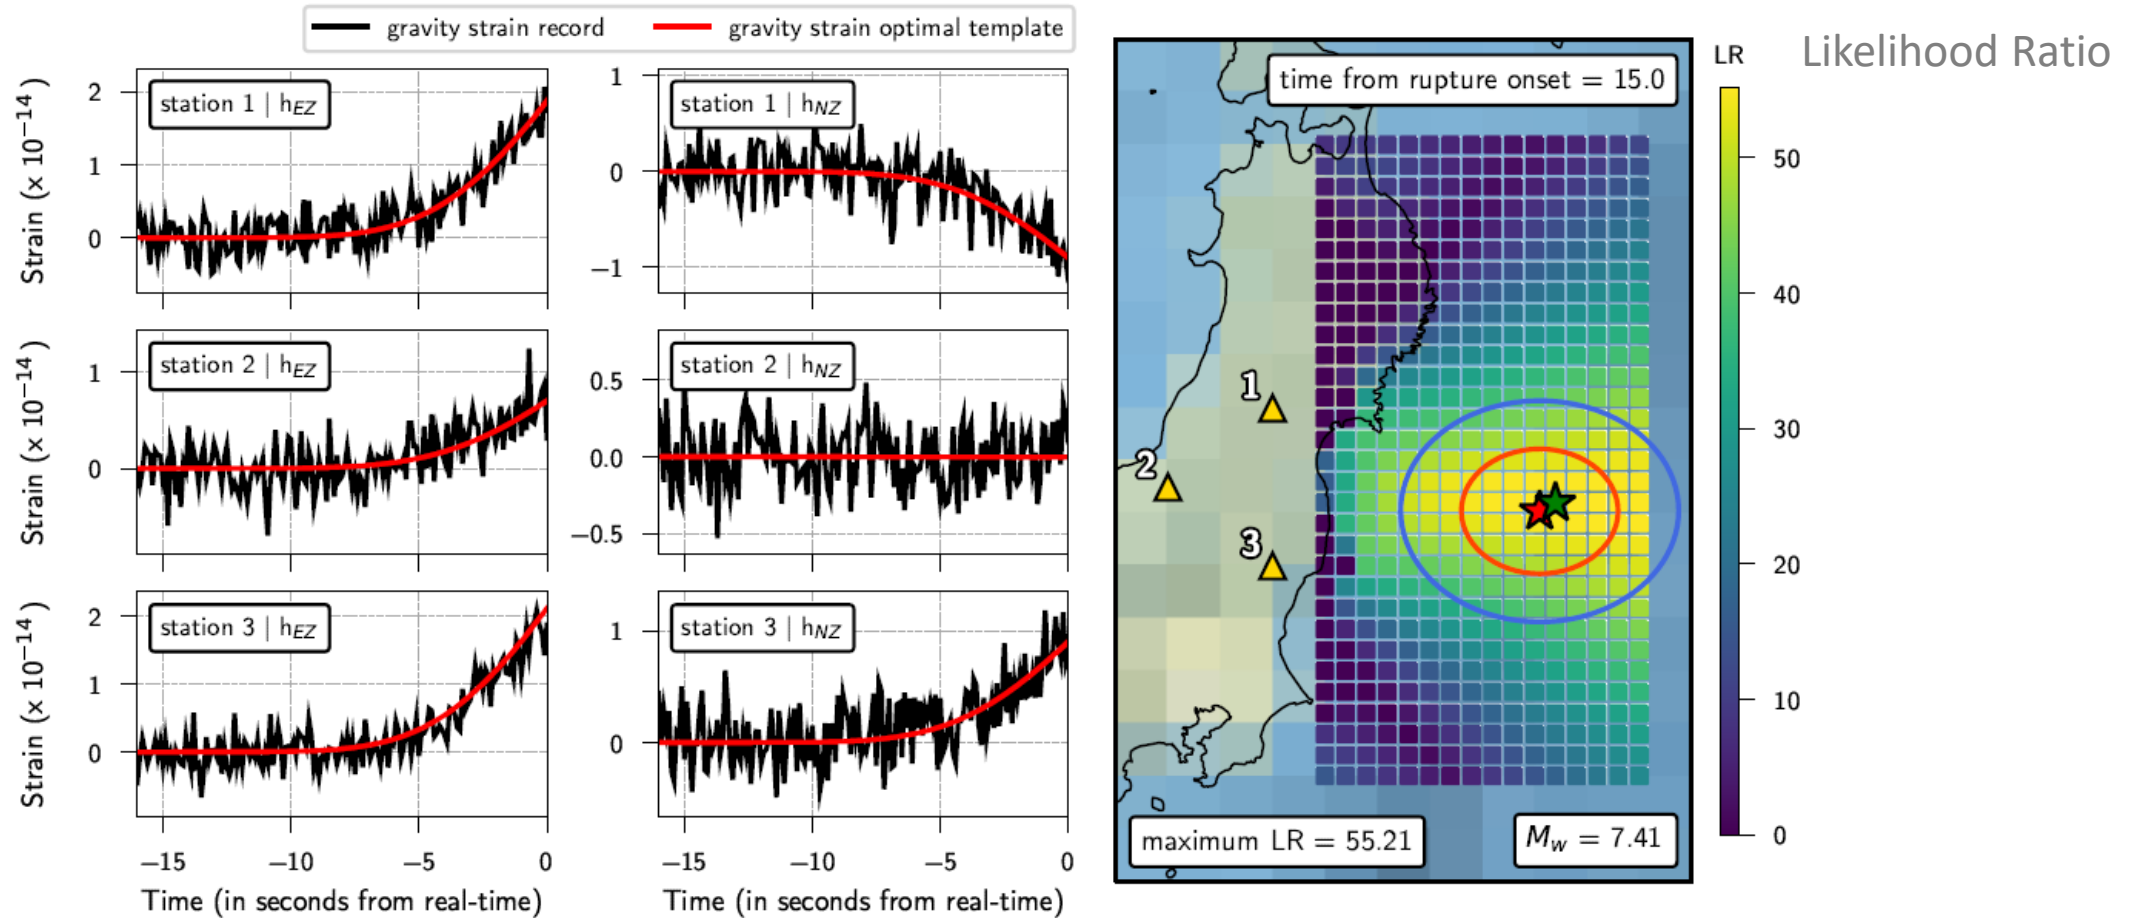 gravity strain record
gravity strain optimal template
Strain (x 10⁻¹⁴ )
2
1
0
station 1 | hEZ
1
0
−1
station 1 | hNZ
Strain (x 10⁻¹⁴ )
1
0
station 2 | hEZ
0.5
0.0
−0.5
station 2 | hNZ
Strain (x 10⁻¹⁴ )
2
1
0
station 3 | hEZ
1
0
station 3 | hNZ
−15 −10 −5 0
−15 −10 −5 0
Time (in seconds from real-time)
Time (in seconds from real-time)
time from rupture onset = 15.0
1
2
3
maximum LR = 55.21
Mw = 7.41
LR
Likelihood Ratio
50
40
30
20
10
0